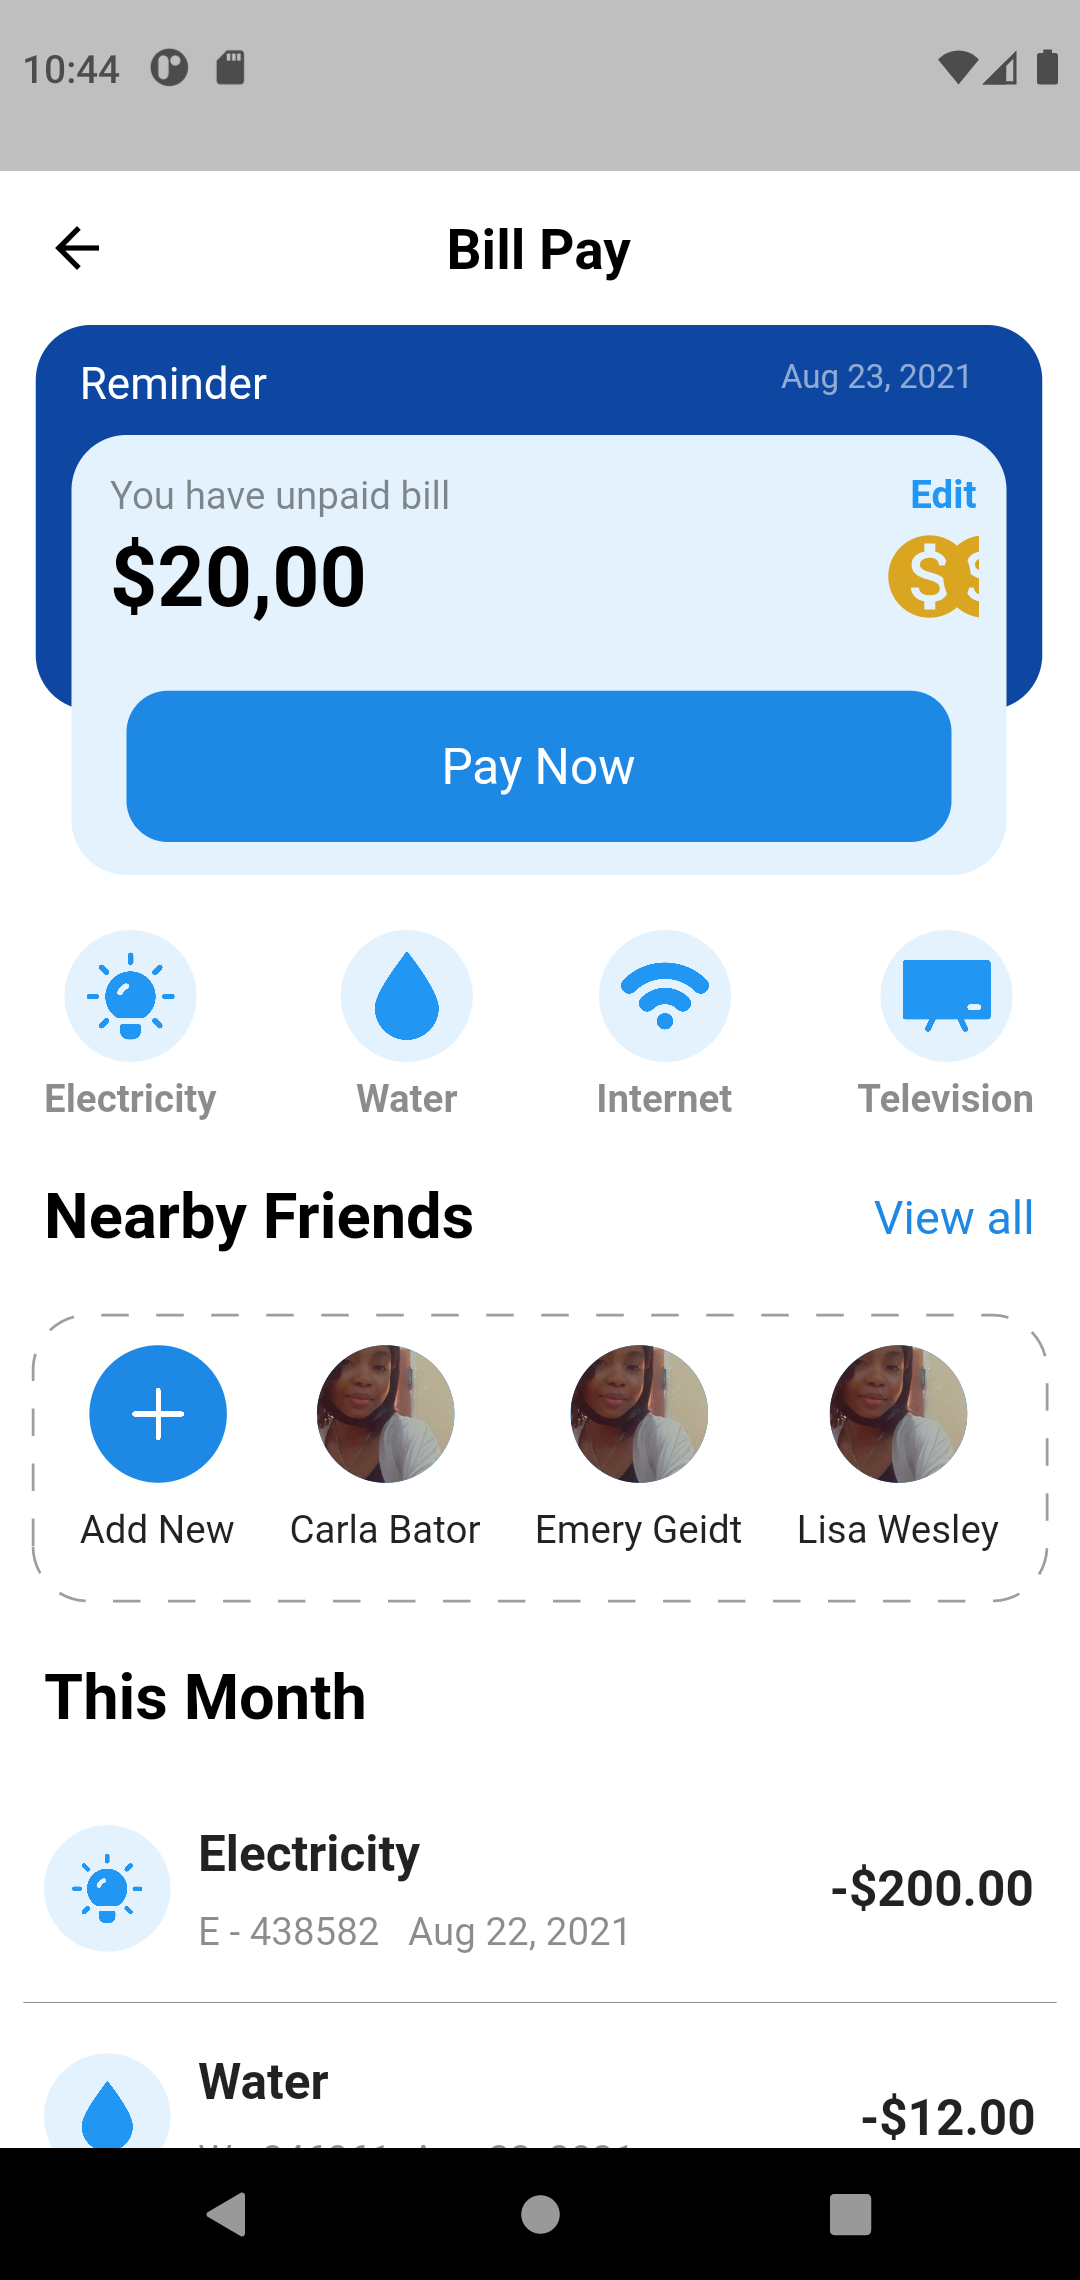 10:44
Bill Pay
Reminder
Aug 23, 2021
You have unpaid bill
Edit
$20,00
Pay Now
Electricity
Water
Internet
Television
Nearby Friends
View all
Add New
Carla Bator
Emery Geidt
Lisa Wesley
This Month
Electricity
E - 438582 Aug 22, 2021
-$200.00
Water
-$12.00